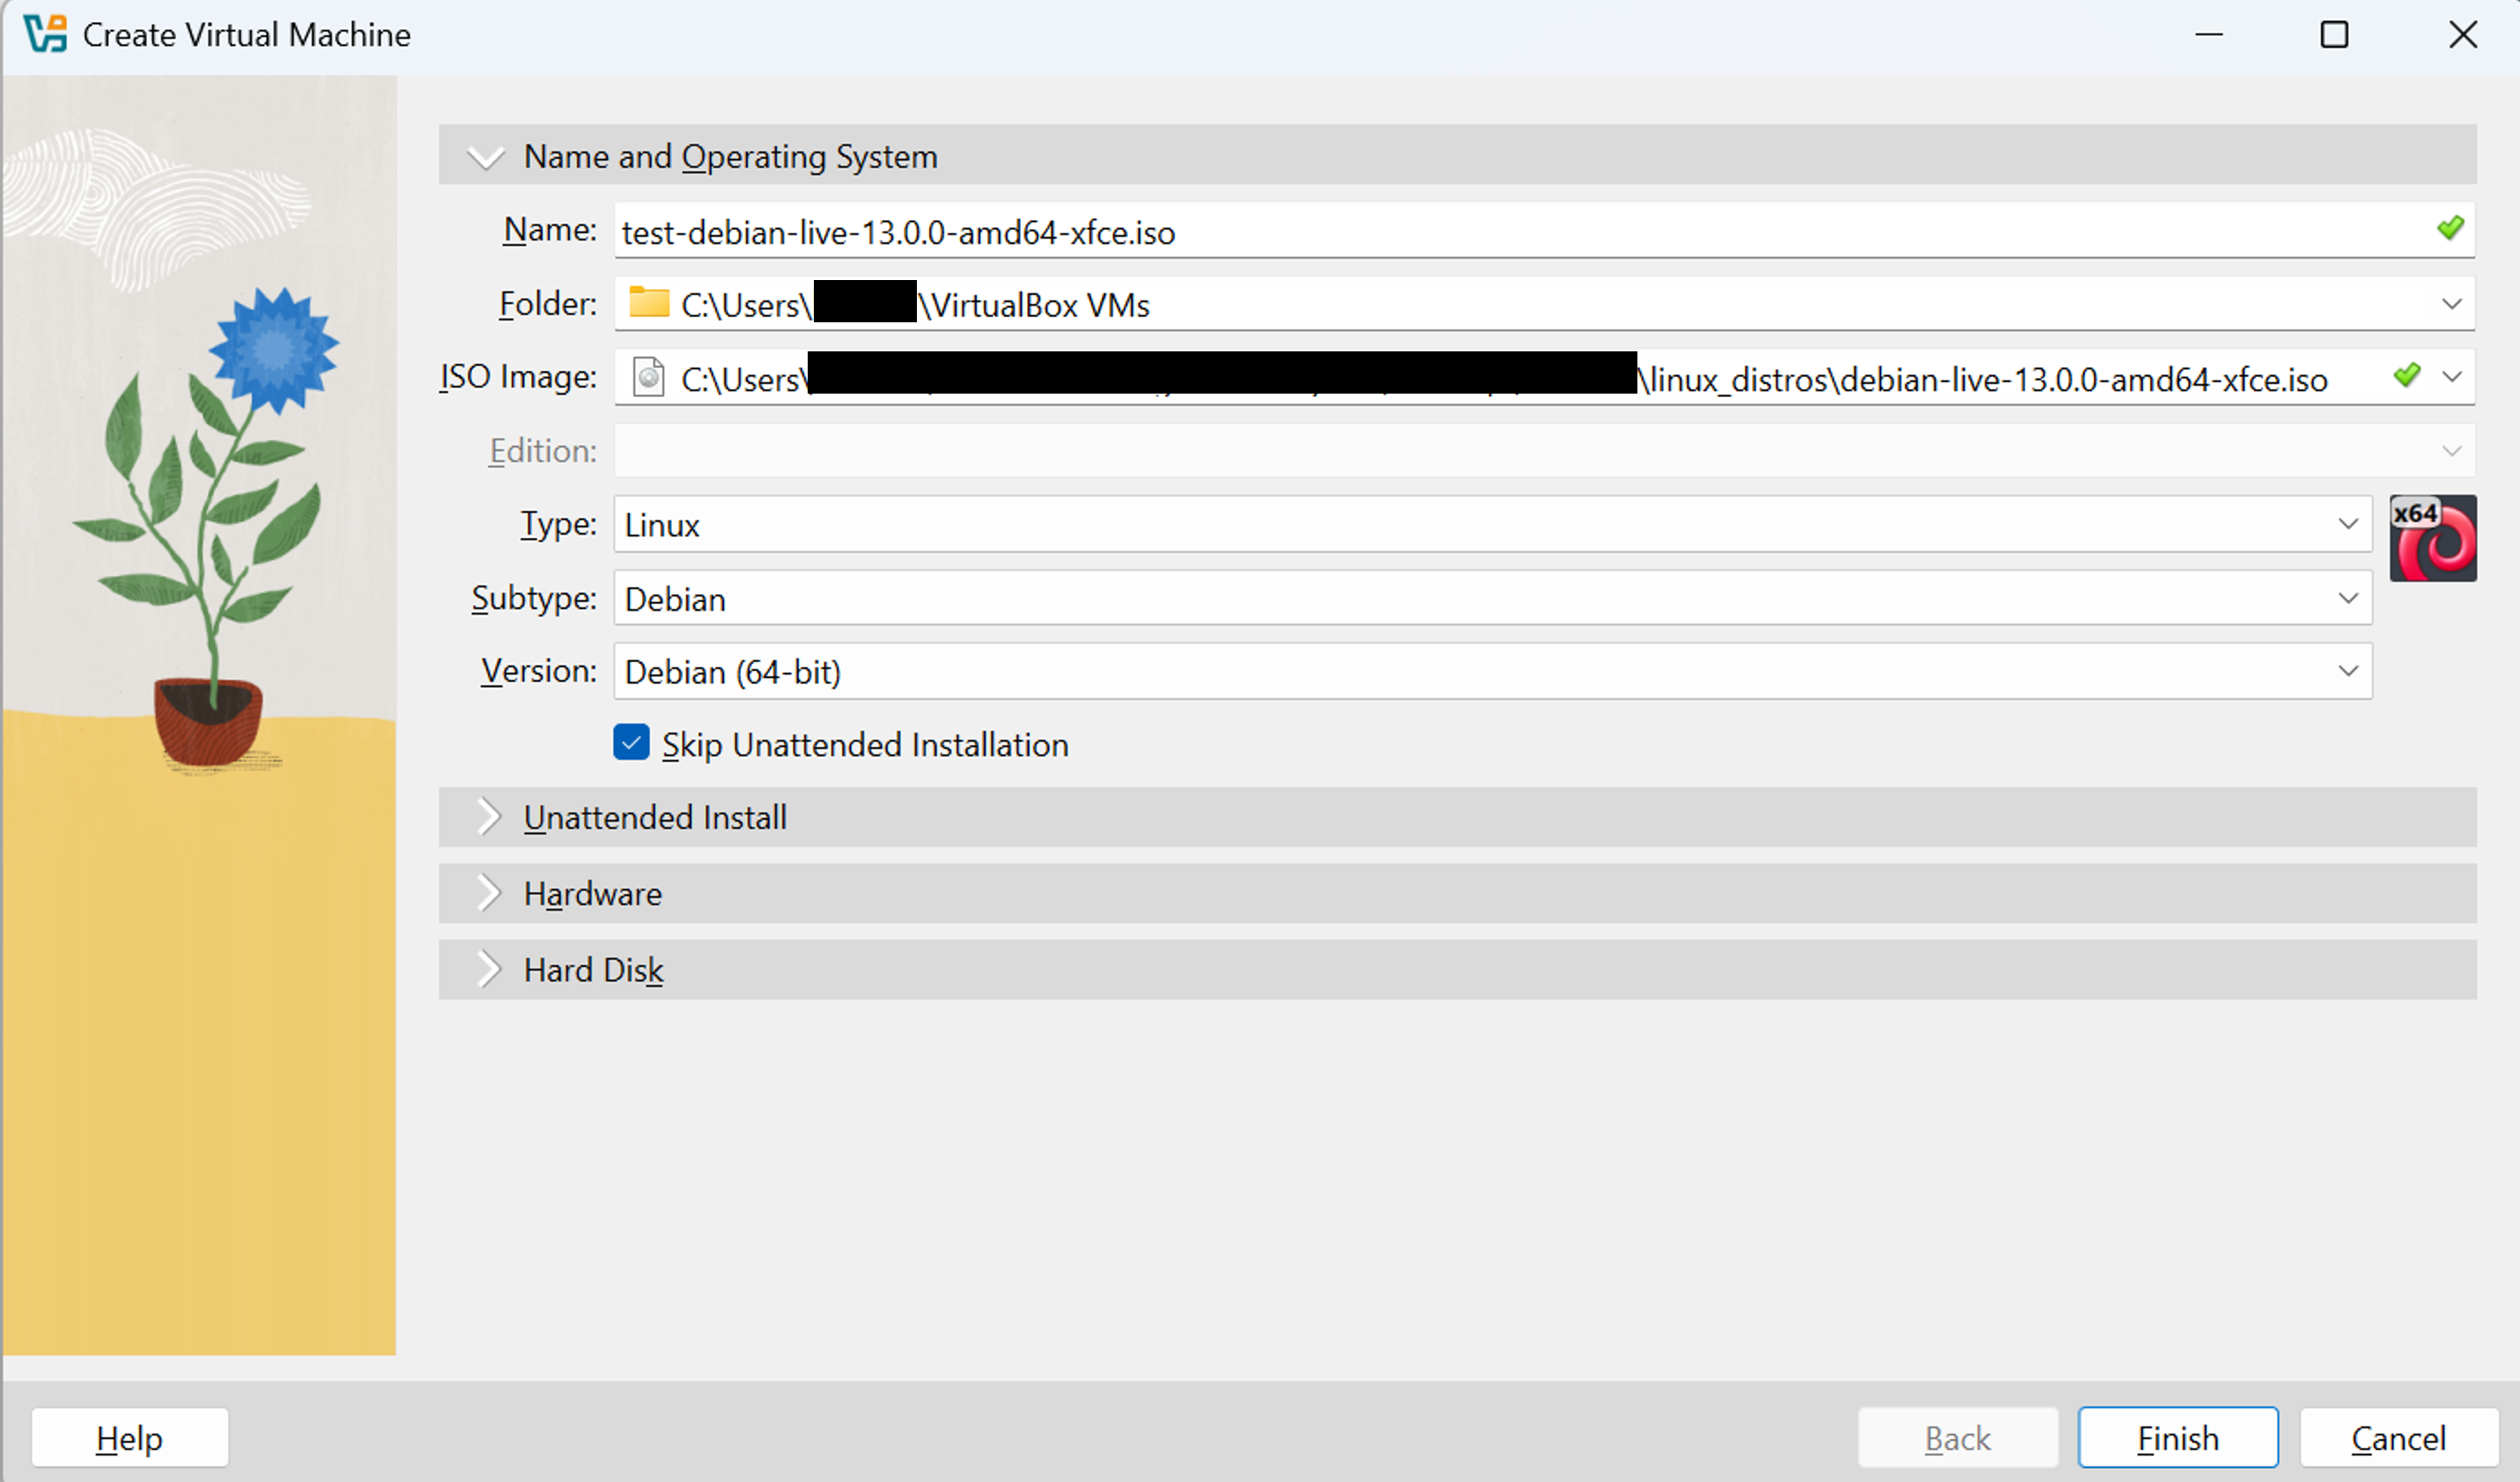 Create Virtual Machine
Name and Operating System
Name: test-debian-live-13.0.0-amd64-xfce.iso
Folder: C:\Users\ \VirtualBox VMs
ISO Image: C:\Users\ \linux_distros\debian-live-13.0.0-amd64-xfce.iso
Edition:
Type: Linux
x64
Subtype: Debian
Version: Debian (64-bit)
Skip Unattended Installation
Unattended Install
Hardware
Hard Disk
Help Back Finish Cancel